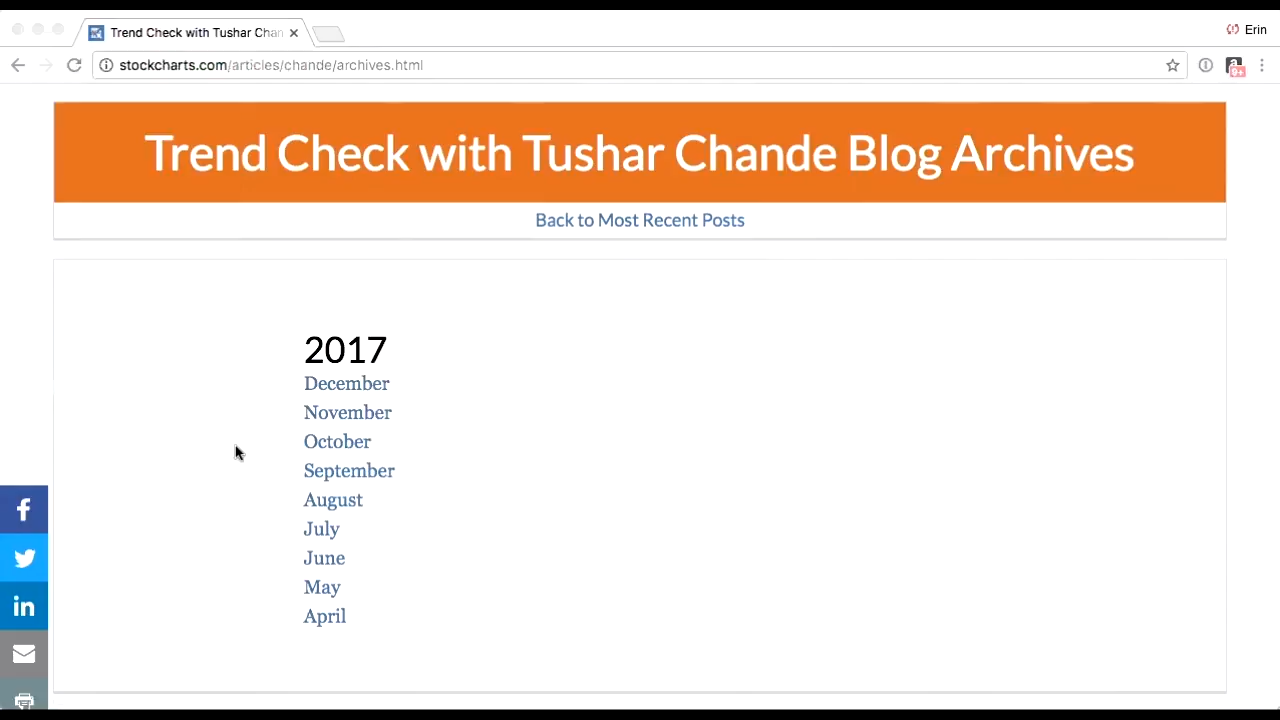 Trend Check with Tushar Chan
Erin
stockcharts.com/articles/chande/archives.html
Trend Check with Tushar Chande Blog Archives
Back to Most Recent Posts
2017
December
November
October
September
August
July
June
May
April